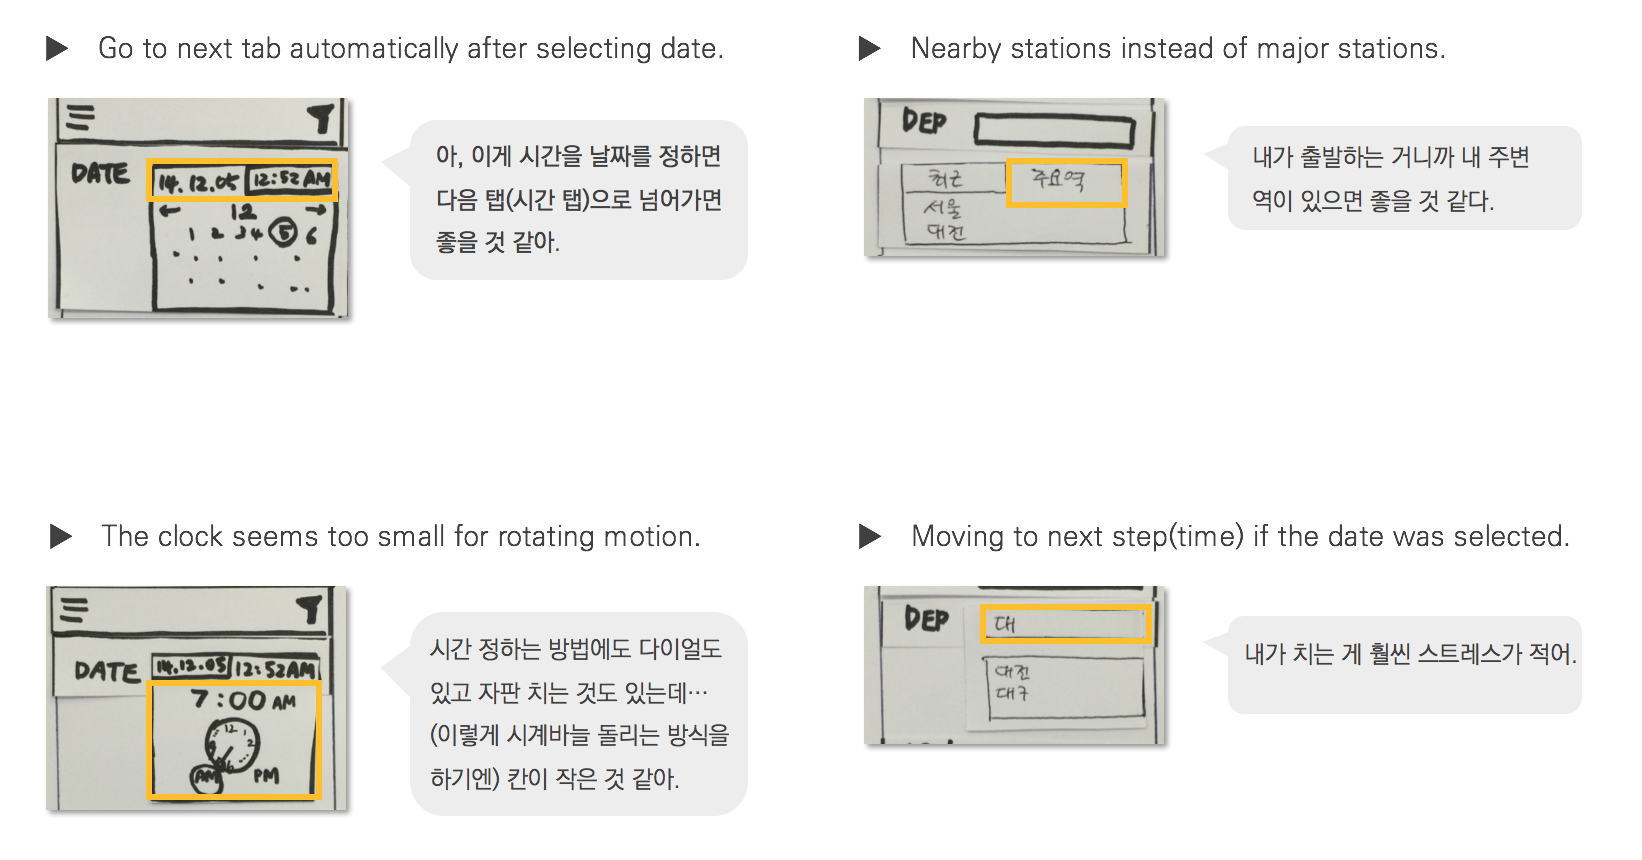 ▶ Go to next tab automatically after selecting date.
DATE
14.12.05 12:52 AM
← 12 →
1 2 3 4 5 6
아, 이게 시간을 날짜를 정하면
다음 탭(시간 탭)으로 넘어가면
좋을 것 같아.
▶ Nearby stations instead of major stations.
DEP
최근 주요역
서울
대전
내가 출발하는 거니까 내 주변
역이 있으면 좋을 것 같다.
▶ The clock seems too small for rotating motion.
DATE
14.12.05 12:52AM
7:00 AM
12 1 2
6
AM PM
시간 정하는 방법에도 다이얼도
있고 자판 치는 것도 있는데…
(이렇게 시계바늘 돌리는 방식을
하기엔) 칸이 작은 것 같아.
▶ Moving to next step(time) if the date was selected.
DEP
대
대전
대구
내가 치는 게 훨씬 스트레스가 적어.